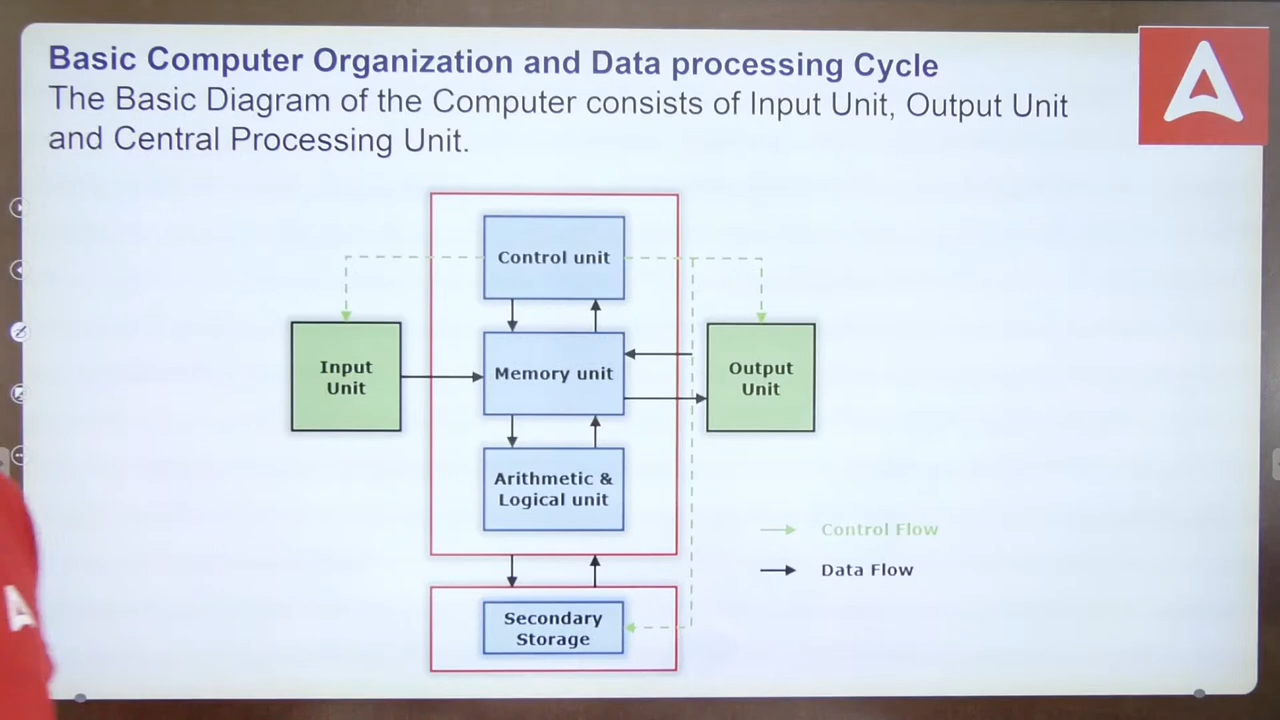 Basic Computer Organization and Data processing Cycle
The Basic Diagram of the Computer consists of Input Unit, Output Unit
and Central Processing Unit.
Control unit
Input
Unit
Memory unit
Output
Unit
Arithmetic &
Logical unit
Control Flow
Data Flow
Secondary
Storage